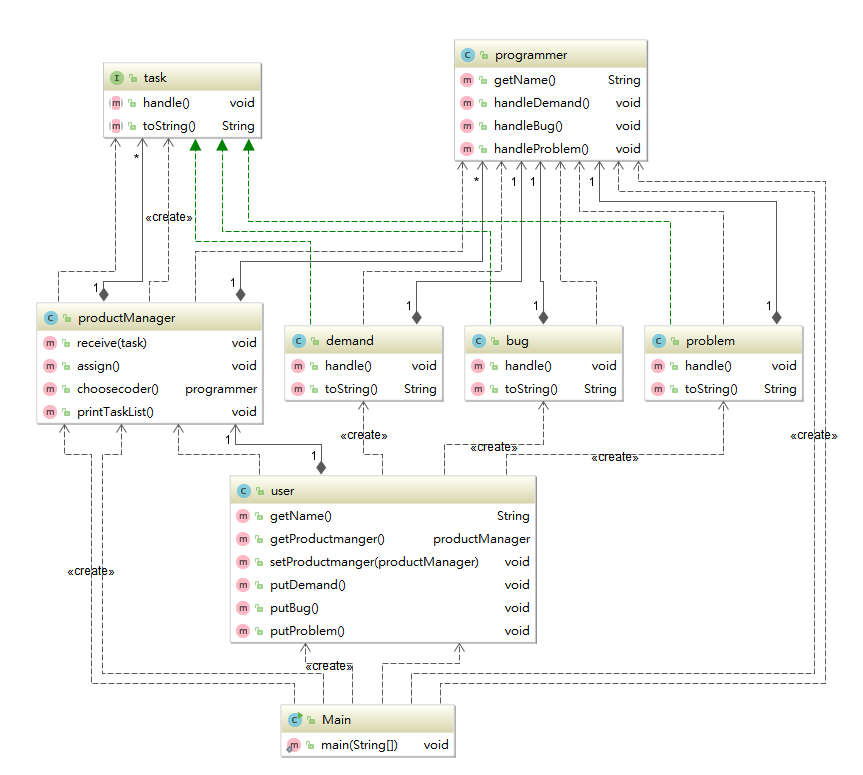 programmer
getName() String
handleDemand() void
handleBug() void
handleProblem() void
I task
m handle() void
m toString() String
* 1 1 1
*
«create»
1 1 1 1 1
C productManager
m receive(task) void
m assign() void
m choosecoder() programmer
m printTaskList() void
C demand
m handle() void
m toString() String
C bug
m handle() void
m toString() String
C problem
m handle() void
m toString() String
1
1
«create»
«create»
«create»
«create»
C user
m getName() String
m getProductmanger() productManager
m setProductmanger(productManager) void
m putDemand() void
m putBug() void
m putProblem() void
«create»
«create»
C Main
m main(String[]) void